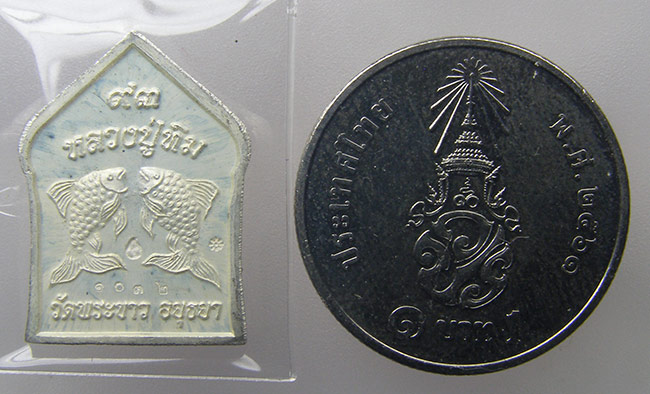 ๙๓
หลวงปู่ทิม
๑๐๓๒
วัดพระขาว อยุธยา
ประเทศไทย
พ.ศ. ๒๕๖๑
๑ บาท